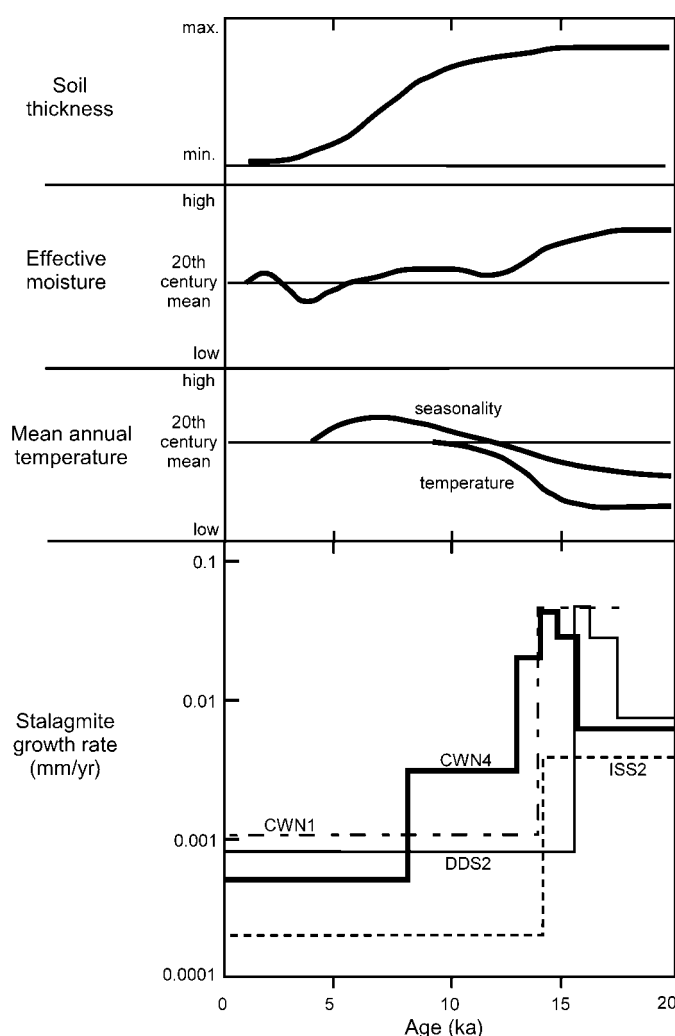 max.
Soil
thickness
min.
high
Effective
moisture
20th
century
mean
low
high
seasonality
Mean annual
temperature
20th
century
mean
temperature
low
0.1
0.01
Stalagmite
growth rate
(mm/yr)
CWN4
ISS2
CWN1
0.001
DDS2
0.0001
0 5 10 15 20
Age (ka)